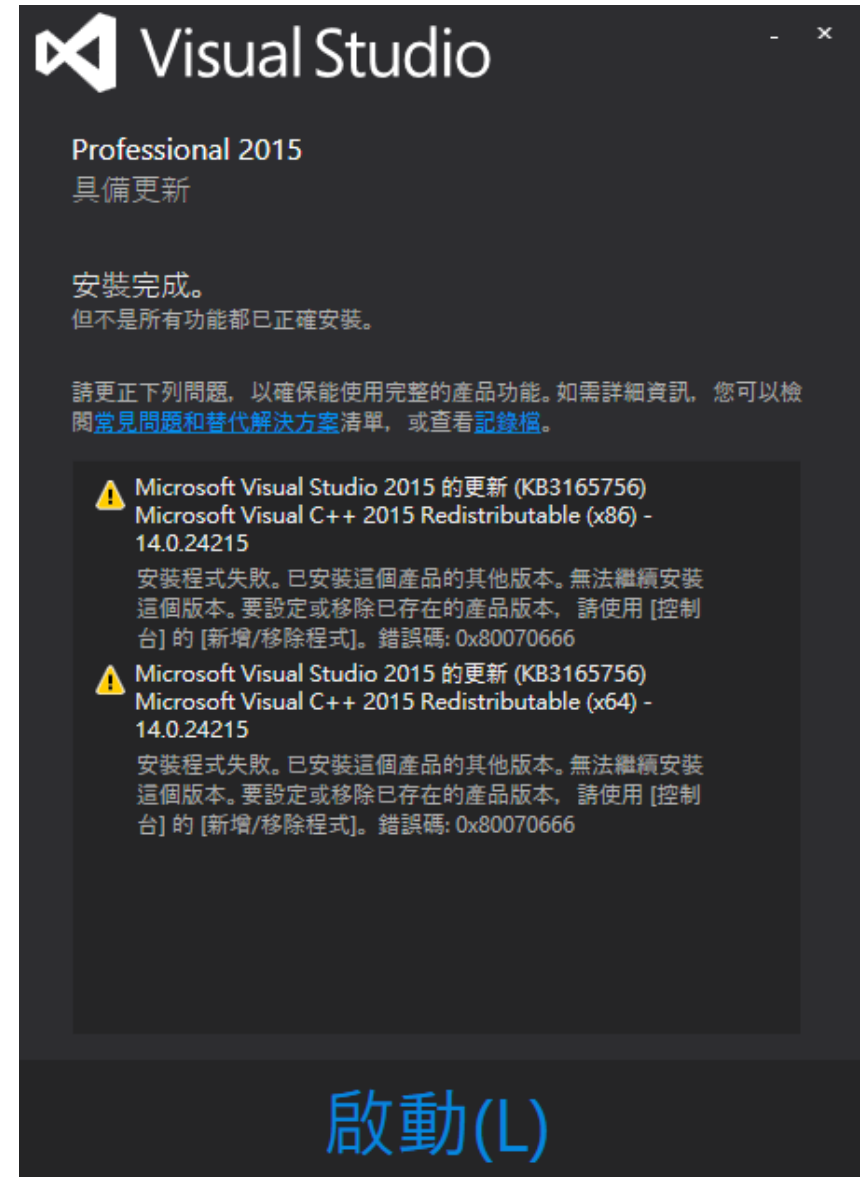 Visual Studio
Professional 2015
具備更新
安裝完成。
但不是所有功能都已正確安裝。
請更正下列問題，以確保能使用完整的產品功能。如需詳細資訊，您可以檢
閱常見問題和替代解決方案清單，或查看記錄檔。
Microsoft Visual Studio 2015 的更新 (KB3165756)
Microsoft Visual C++ 2015 Redistributable (x86) -
14.0.24215
安裝程式失敗。已安裝這個產品的其他版本。無法繼續安裝
這個版本。要設定或移除已存在的產品版本，請使用 [控制
台] 的 [新增/移除程式]。錯誤碼: 0x80070666
Microsoft Visual Studio 2015 的更新 (KB3165756)
Microsoft Visual C++ 2015 Redistributable (x64) -
14.0.24215
安裝程式失敗。已安裝這個產品的其他版本。無法繼續安裝
這個版本。要設定或移除已存在的產品版本，請使用 [控制
台] 的 [新增/移除程式]。錯誤碼: 0x80070666
啟動(L)